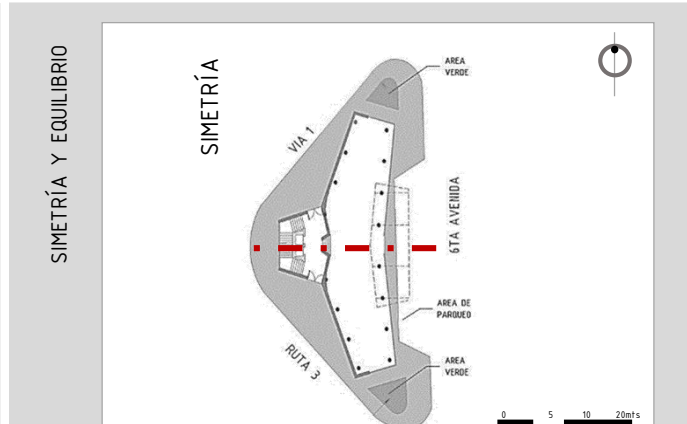 SIMETRÍA Y EQUILIBRIO
SIMETRÍA
AREA
VERDE
VIA 1
6TA AVENIDA
AREA DE
PARQUEO
RUTA 3
AREA
VERDE
0 5 10 20mts